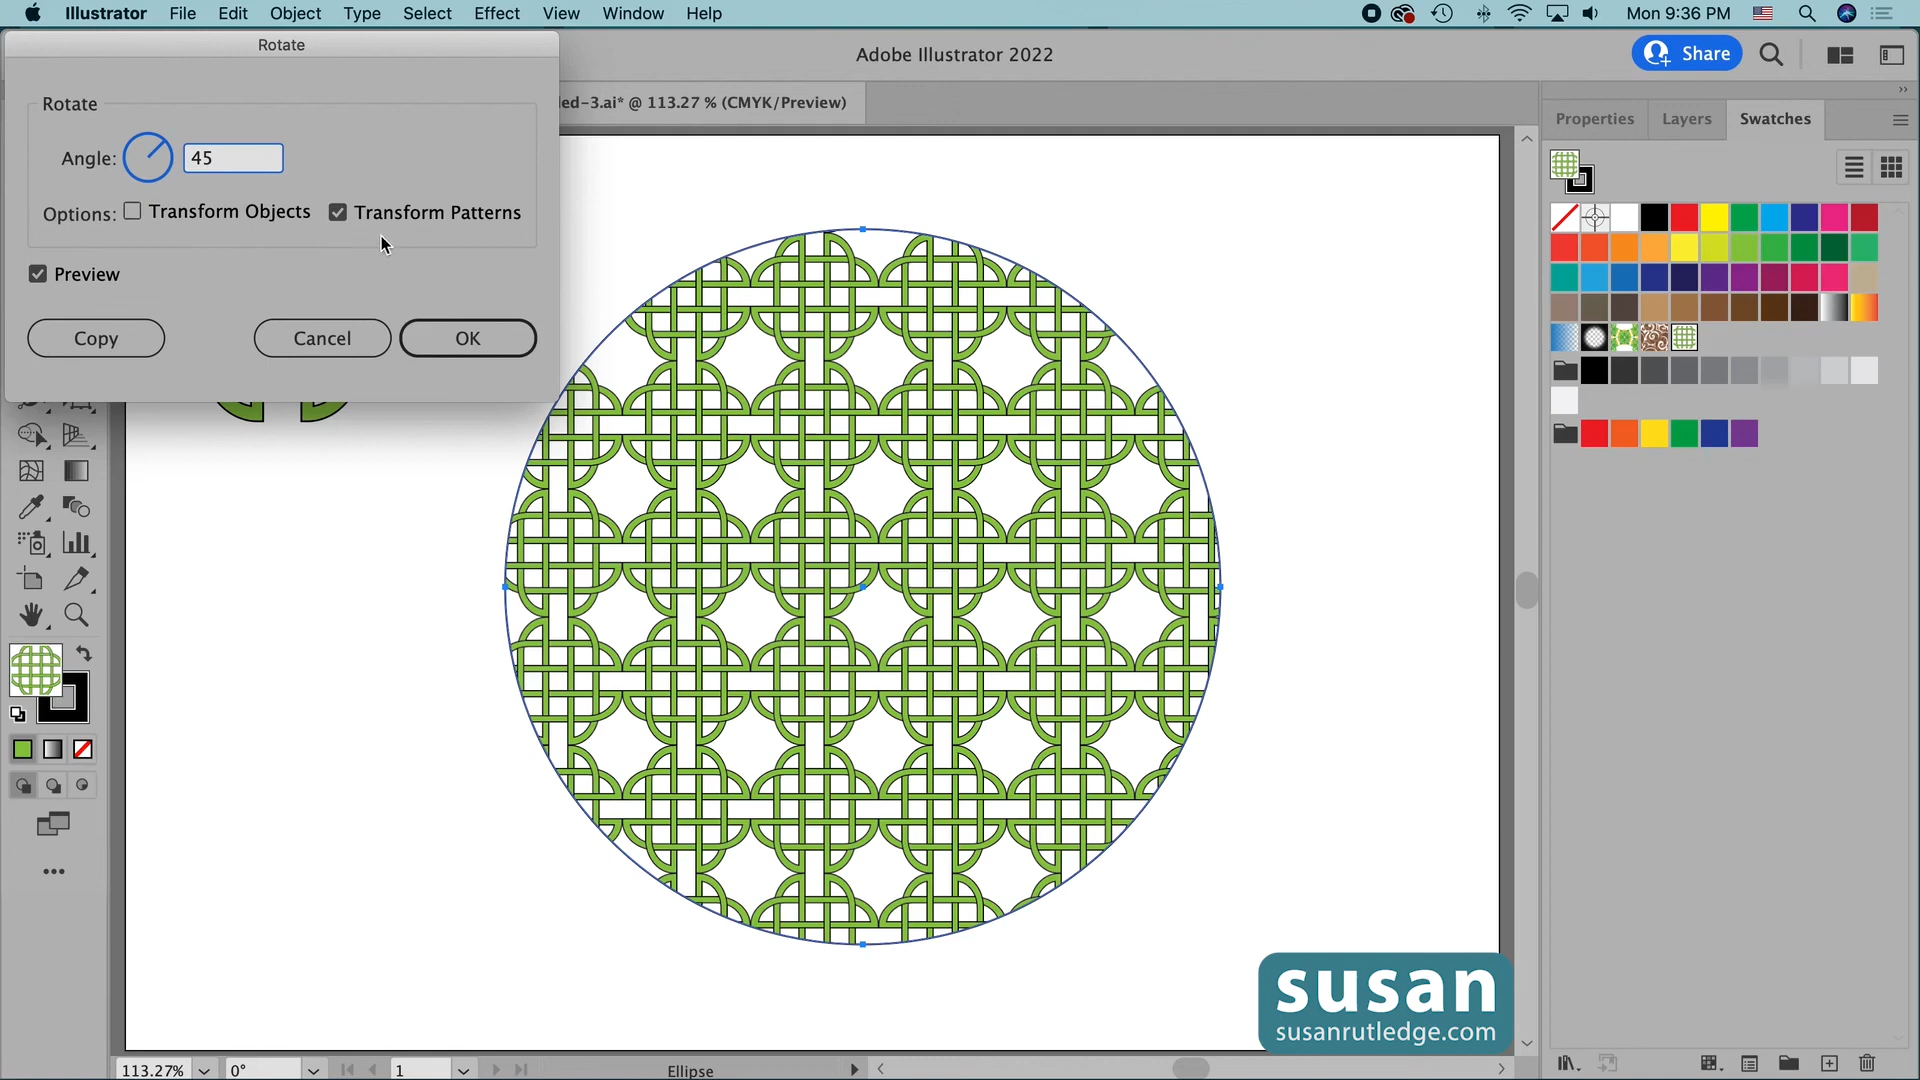 Illustrator File Edit Object Type Select Effect View Window Help
Mon 9:36 PM
Rotate
Adobe Illustrator 2022
Share
Rotate
led-3.ai* @ 113.27 % (CMYK/Preview)
Properties Layers Swatches
Angle: 45
Options: Transform Objects Transform Patterns
Preview
Copy Cancel OK
susan
susanrutledge.com
113.27% 0° 1 Ellipse